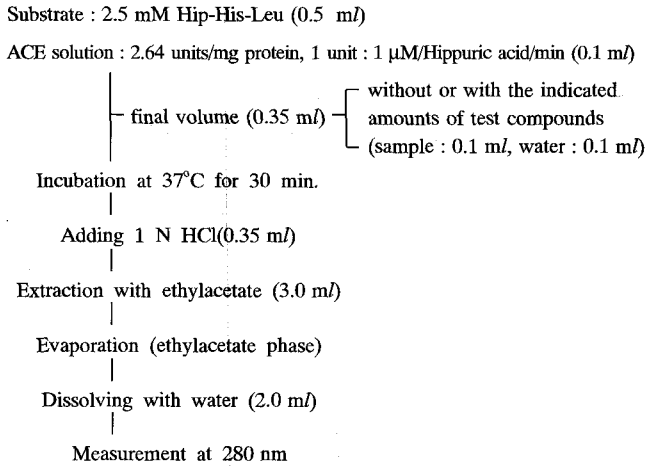 Substrate : 2.5 mM Hip-His-Leu (0.5 ml)
ACE solution : 2.64 units/mg protein, 1 unit : 1 μM/Hippuric acid/min (0.1 ml)
final volume (0.35 ml)
without or with the indicated
amounts of test compounds
(sample : 0.1 ml, water : 0.1 ml)
Incubation at 37°C for 30 min.
Adding 1 N HCl(0.35 ml)
Extraction with ethylacetate (3.0 ml)
Evaporation (ethylacetate phase)
Dissolving with water (2.0 ml)
Measurement at 280 nm